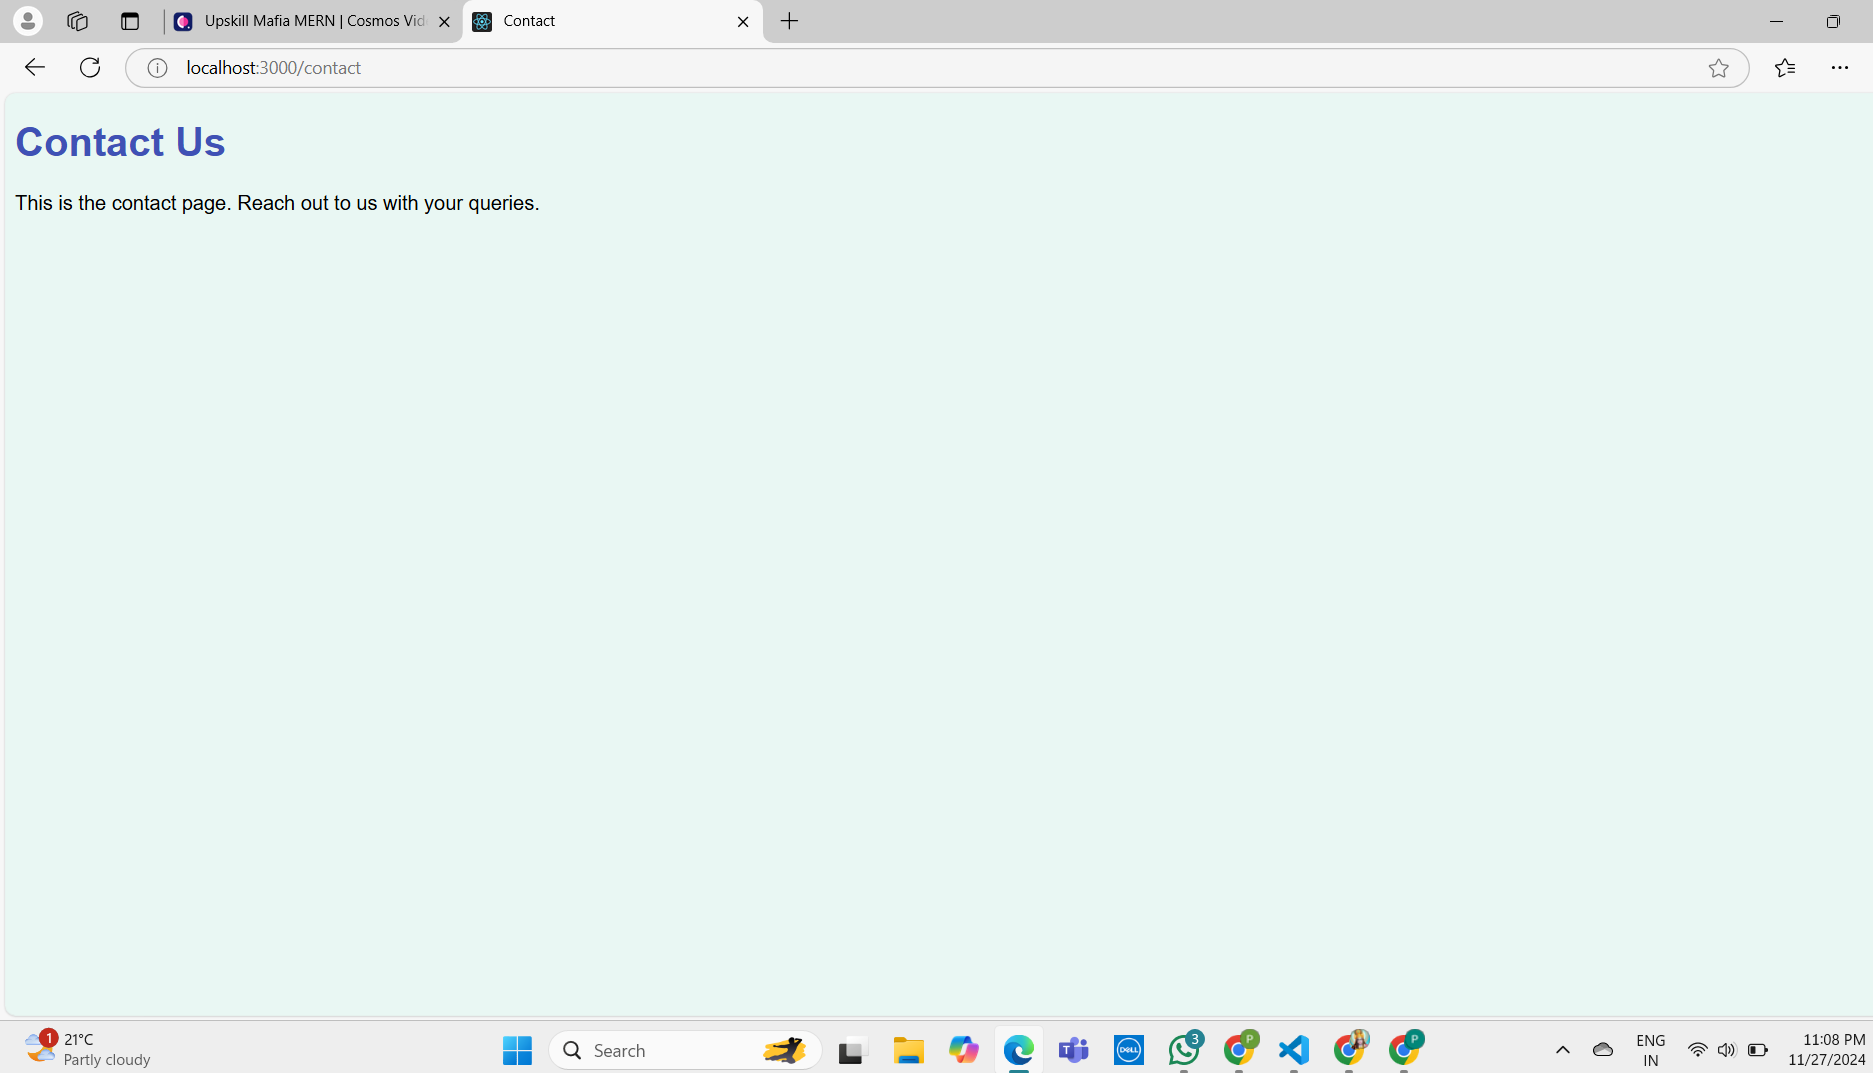 Upskill Mafia MERN | Cosmos Vid
Contact
localhost:3000/contact
Contact Us
This is the contact page. Reach out to us with your queries.
1
21°C
Partly cloudy
Search
DELL
3
P
P
ENG
IN
11:08 PM
11/27/2024